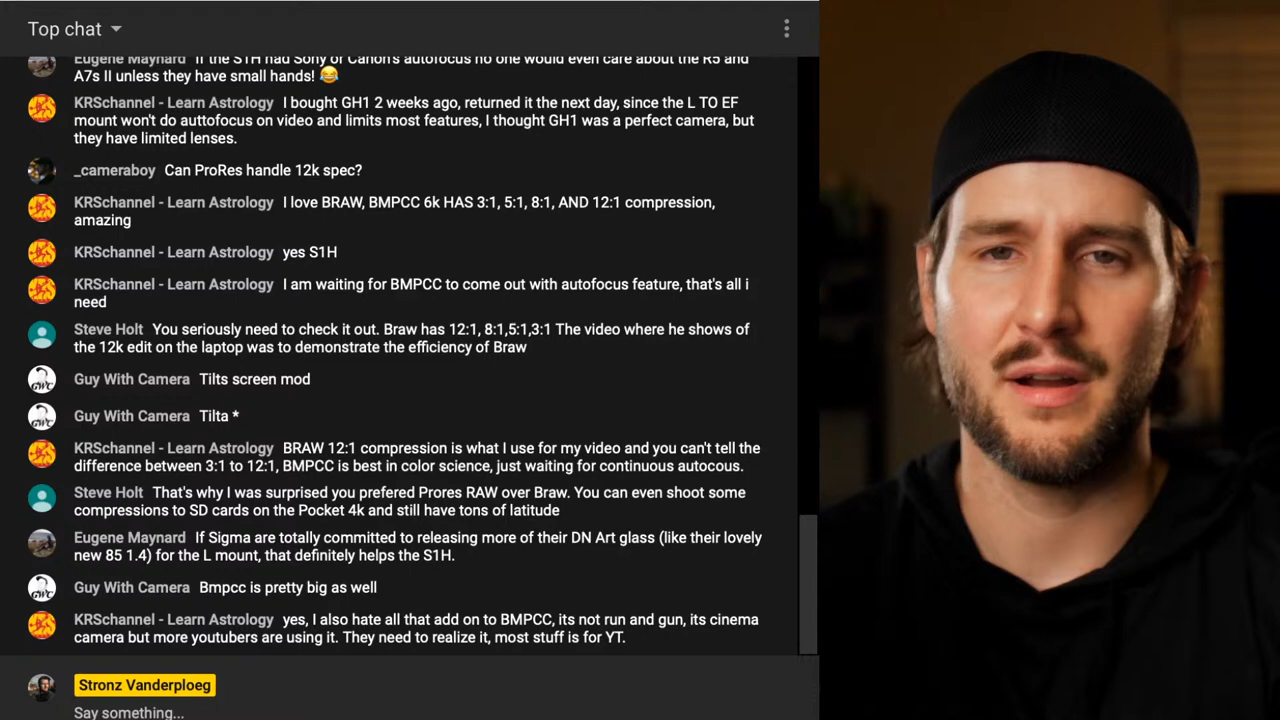 Top chat
Eugene Maynard If the S1H had Sony or Canon's autofocus no one would even care about the R5 and
A7s II unless they have small hands! 😂
KRSchannel - Learn Astrology I bought GH1 2 weeks ago, returned it the next day, since the L TO EF
mount won't do auttofocus on video and limits most features, I thought GH1 was a perfect camera, but
they have limited lenses.
_cameraboy Can ProRes handle 12k spec?
KRSchannel - Learn Astrology I love BRAW, BMPCC 6k HAS 3:1, 5:1, 8:1, AND 12:1 compression,
amazing
KRSchannel - Learn Astrology yes S1H
KRSchannel - Learn Astrology I am waiting for BMPCC to come out with autofocus feature, that's all i
need
Steve Holt You seriously need to check it out. Braw has 12:1, 8:1,5:1,3:1 The video where he shows of
the 12k edit on the laptop was to demonstrate the efficiency of Braw
Guy With Camera Tilts screen mod
Guy With Camera Tilta *
KRSchannel - Learn Astrology BRAW 12:1 compression is what I use for my video and you can't tell the
difference between 3:1 to 12:1, BMPCC is best in color science, just waiting for continuous autocous.
Steve Holt That's why I was surprised you prefered Prores RAW over Braw. You can even shoot some
compressions to SD cards on the Pocket 4k and still have tons of latitude
Eugene Maynard If Sigma are totally committed to releasing more of their DN Art glass (like their lovely
new 85 1.4) for the L mount, that definitely helps the S1H.
Guy With Camera Bmpcc is pretty big as well
KRSchannel - Learn Astrology yes, I also hate all that add on to BMPCC, its not run and gun, its cinema
camera but more youtubers are using it. They need to realize it, most stuff is for YT.
Stronz Vanderploeg
Say something...